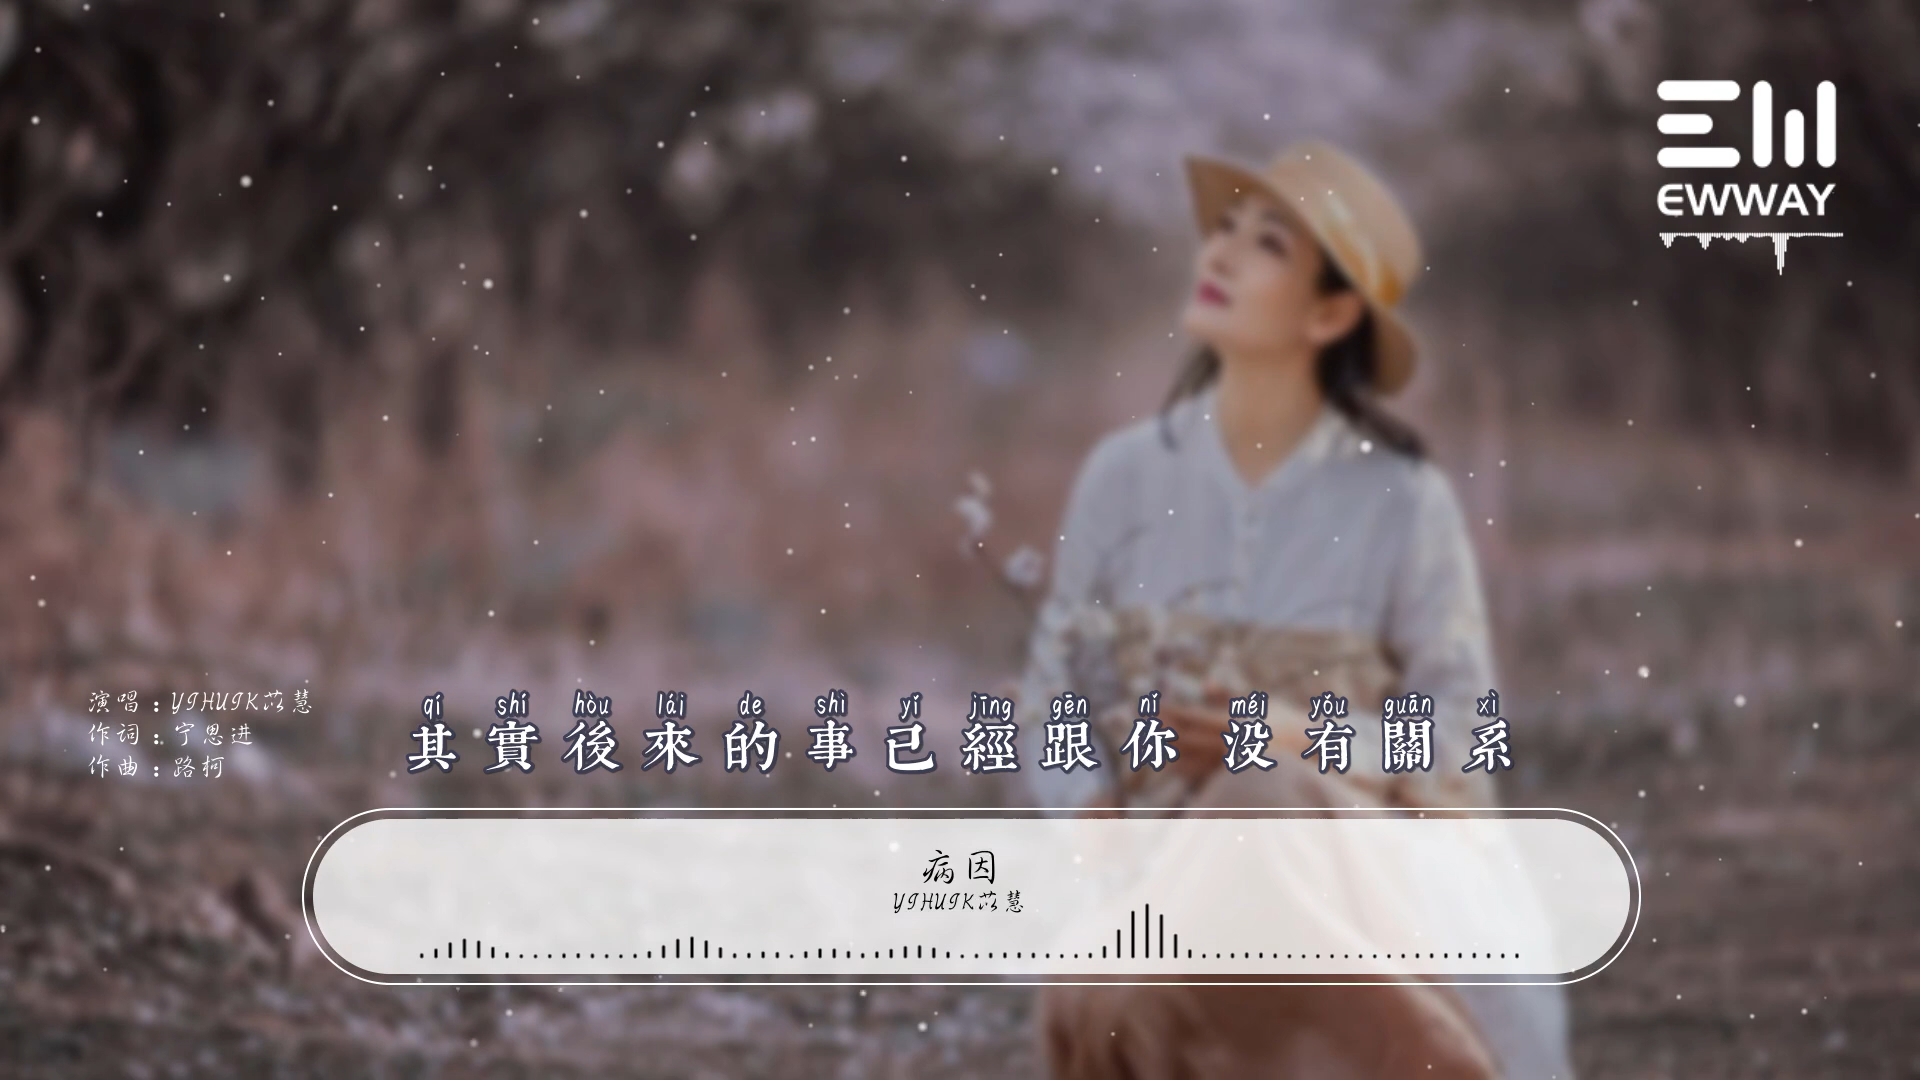 EW
EWWAY
演唱：YIHUIK苡慧
作词：宁思进
作曲：路柯
qí shí hòu lái de shì yǐ jīng gēn nǐ méi yǒu guān xì
其實後來的事已經跟你 没有關系
病因
YIHUIK苡慧